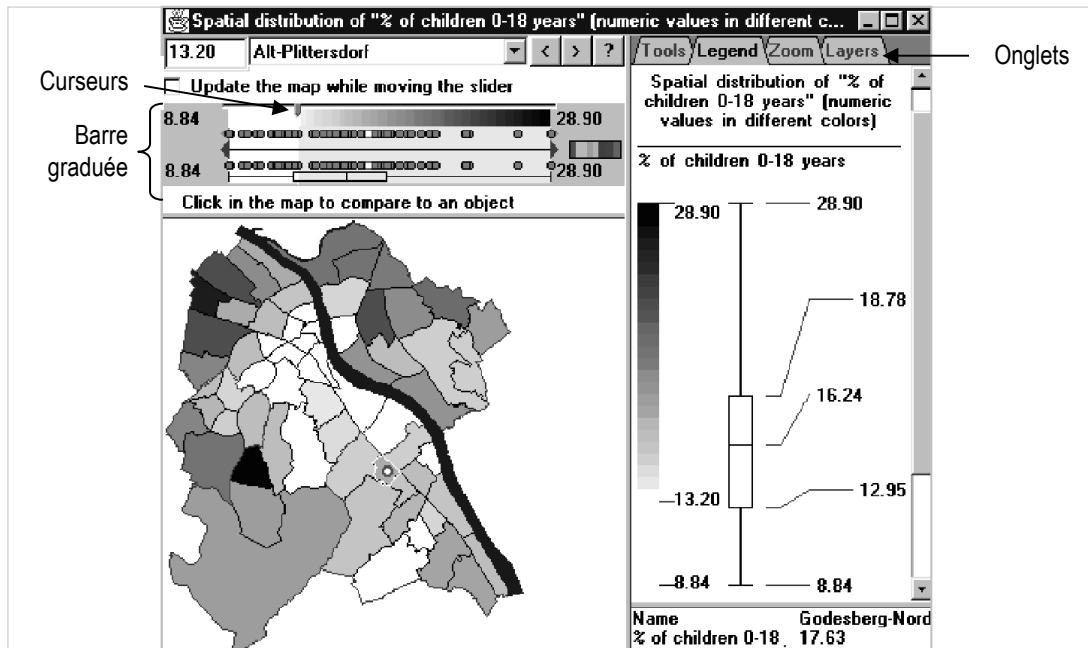 Spatial distribution of "% of children 0-18 years" (numeric values in different c...
13.20 Alt-Plittersdorf < > ?
Update the map while moving the slider
8.84 28.90
8.84 28.90
Click in the map to compare to an object
Curseurs
Barre
graduée
Tools Legend Zoom Layers
Onglets
Spatial distribution of "% of
children 0-18 years" (numeric
values in different colors)
% of children 0-18 years
28.90 28.90
18.78
16.24
13.20 12.95
8.84 8.84
Name Godesberg-Nord
% of children 0-18 . 17.63